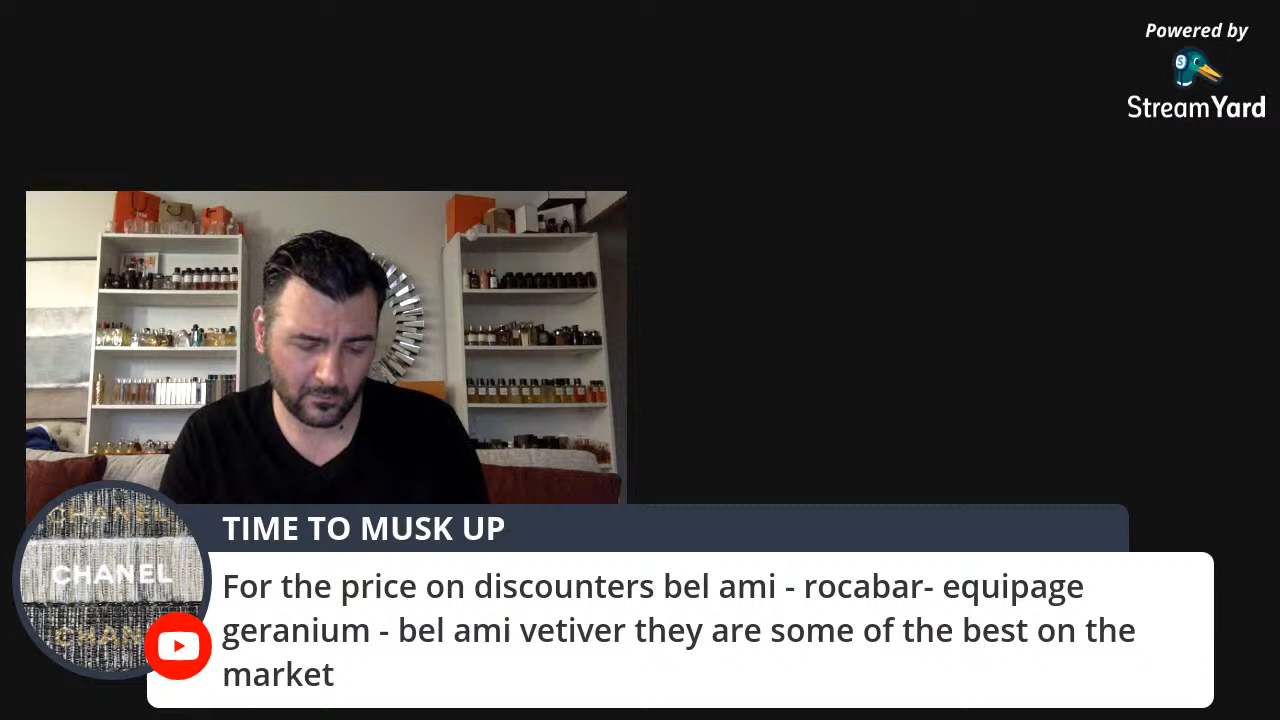 Powered by
StreamYard
TIME TO MUSK UP
For the price on discounters bel ami - rocabar- equipage
geranium - bel ami vetiver they are some of the best on the
market
CHANEL